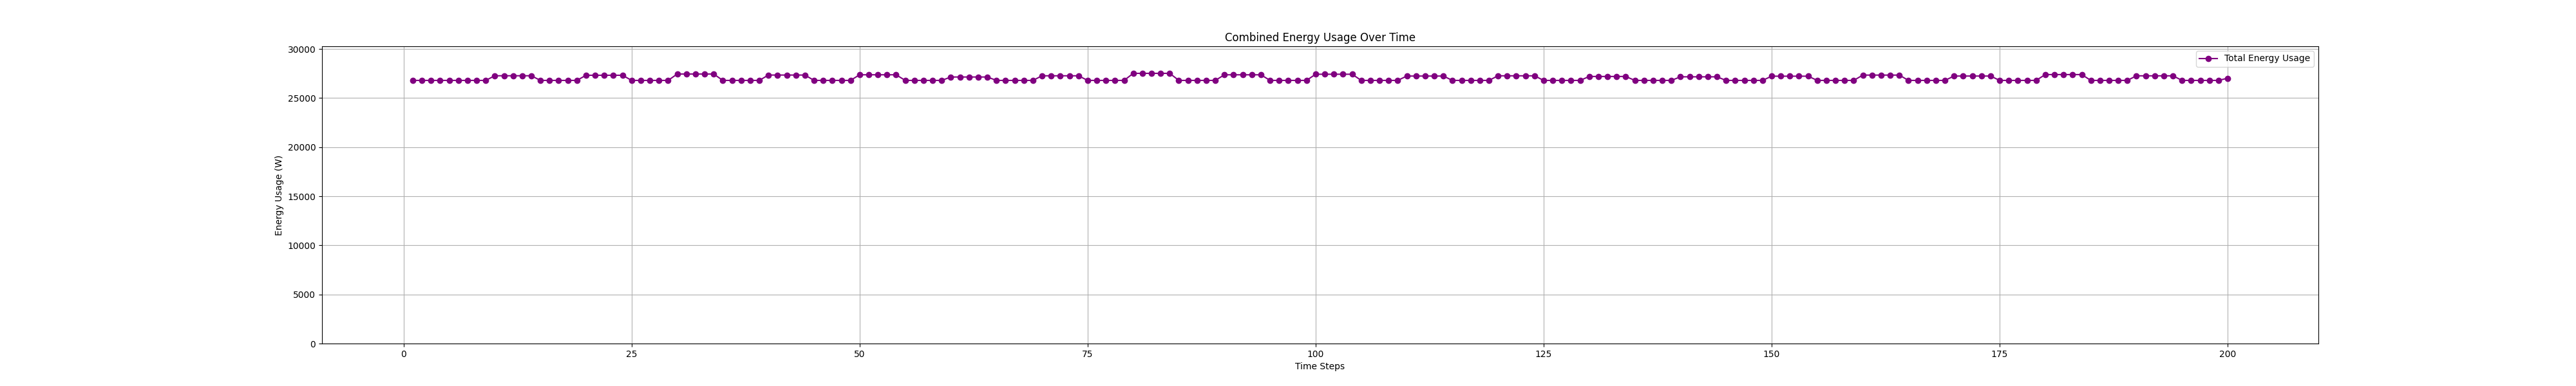 Combined Energy Usage Over Time
30000
25000
20000
15000
10000
5000
0
Energy Usage (W)
Total Energy Usage
0 25 50 75 100 125 150 175 200
Time Steps